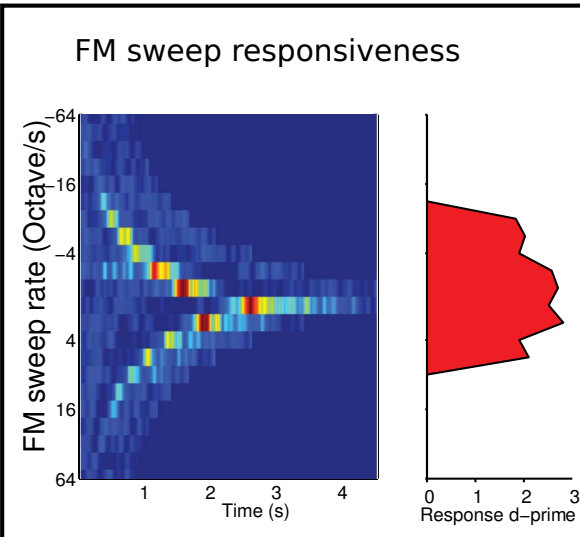 FM sweep responsiveness
FM sweep rate (Octave/s)
−64
−16
−4
4
16
64
1 2 3 4
Time (s)
0 1 2 3
Response d−prime